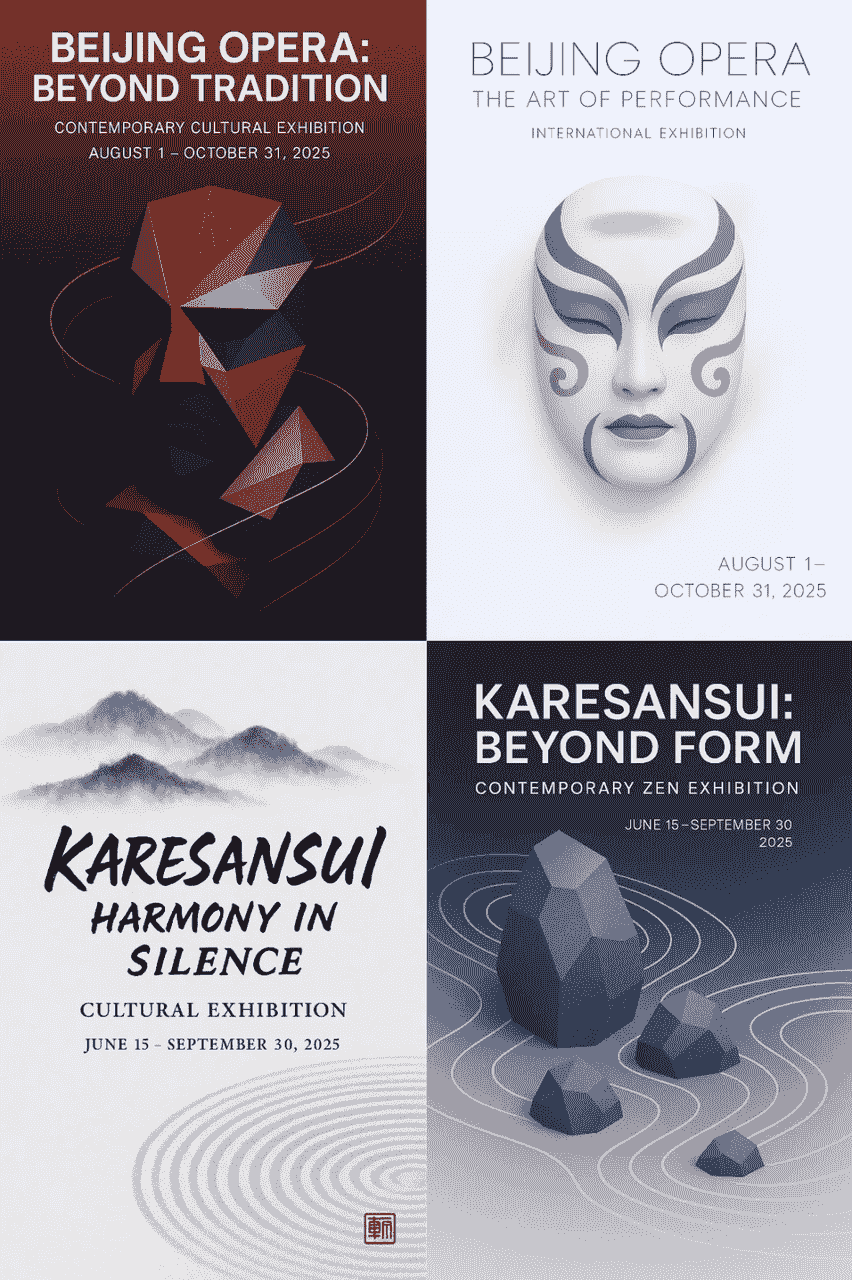 BEIJING OPERA:
BEYOND TRADITION
CONTEMPORARY CULTURAL EXHIBITION
AUGUST 1 – OCTOBER 31, 2025
BEIJING OPERA
THE ART OF PERFORMANCE
INTERNATIONAL EXHIBITION
AUGUST 1–
OCTOBER 31, 2025
KARESANSUI
HARMONY IN
SILENCE
CULTURAL EXHIBITION
JUNE 15 – SEPTEMBER 30, 2025
KARESANSUI:
BEYOND FORM
CONTEMPORARY ZEN EXHIBITION
JUNE 15–SEPTEMBER 30
2025